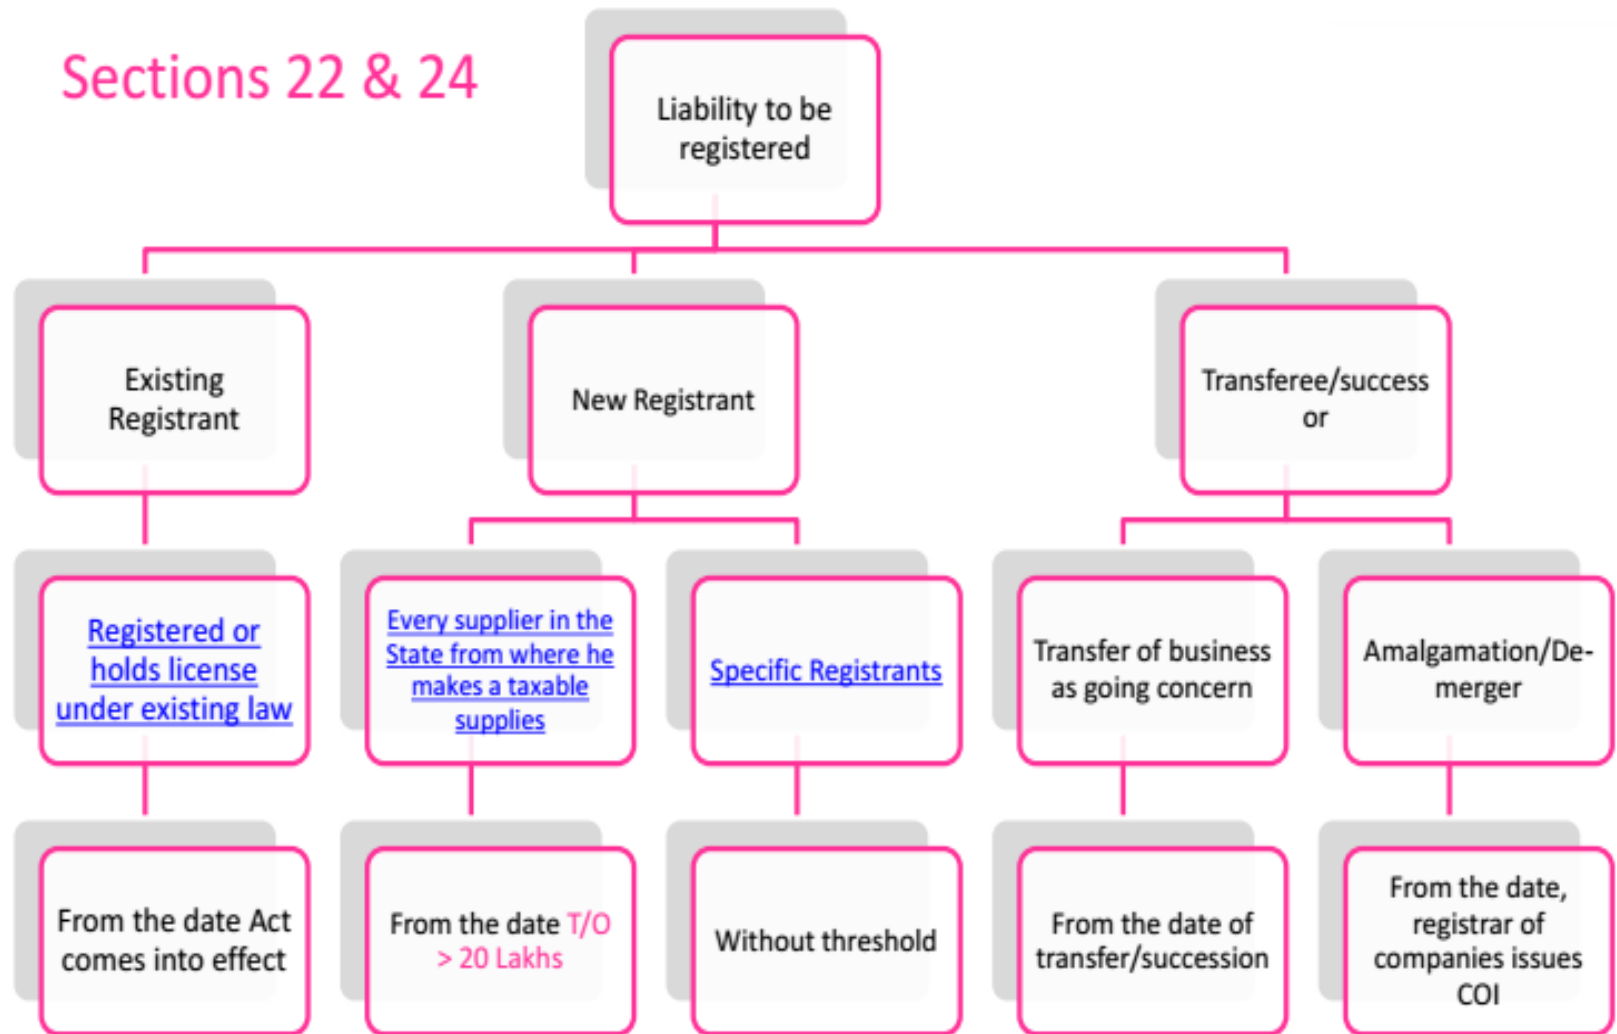 Sections 22 & 24
Liability to be
registered
Existing
Registrant
New Registrant
Transferee/success
or
Registered or
holds license
under existing law
Every supplier in the
State from where he
makes a taxable
supplies
Specific Registrants
Transfer of business
as going concern
Amalgamation/De-
merger
From the date Act
comes into effect
From the date T/O
> 20 Lakhs
Without threshold
From the date of
transfer/succession
From the date,
registrar of
companies issues
COI